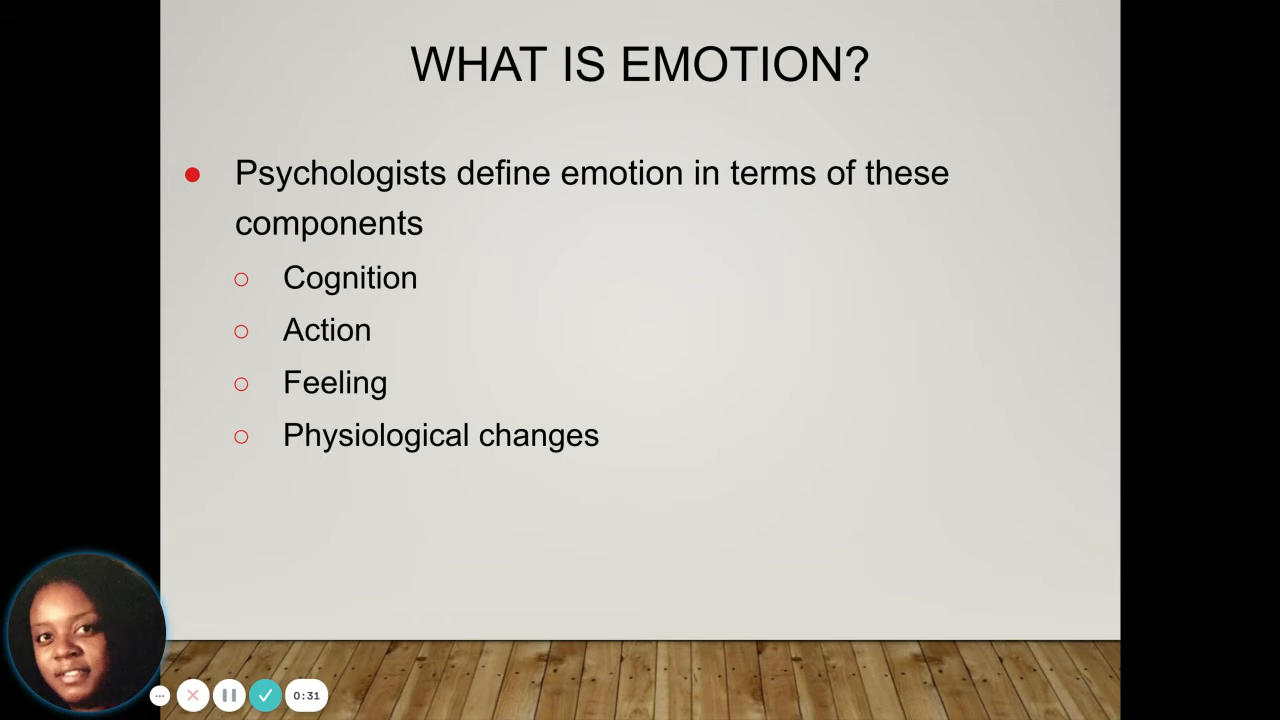 WHAT IS EMOTION?
Psychologists define emotion in terms of these
components
Cognition
Action
Feeling
Physiological changes
0:31